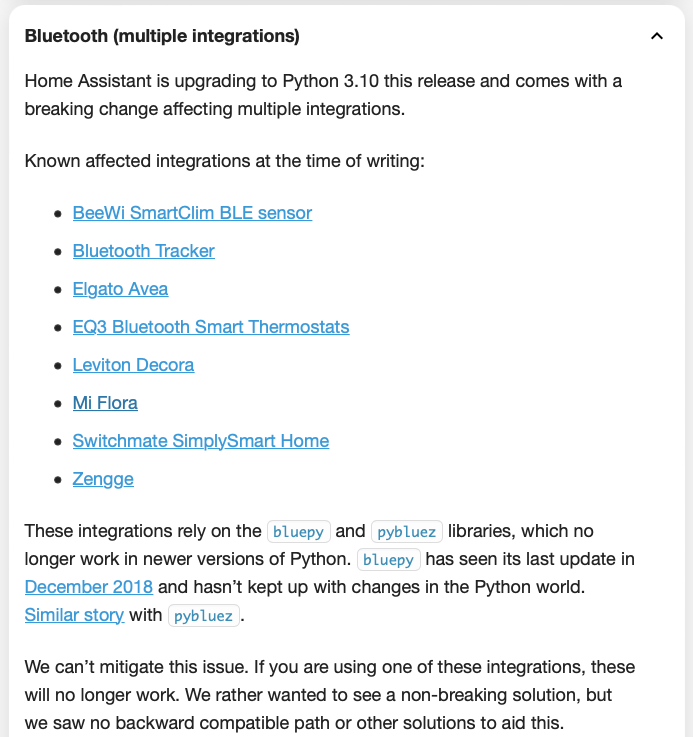 Bluetooth (multiple integrations)
Home Assistant is upgrading to Python 3.10 this release and comes with a
breaking change affecting multiple integrations.
Known affected integrations at the time of writing:
• BeeWi SmartClim BLE sensor
• Bluetooth Tracker
• Elgato Avea
• EQ3 Bluetooth Smart Thermostats
• Leviton Decora
• Mi Flora
• Switchmate SimplySmart Home
• Zengge
These integrations rely on the bluepy and pybluez libraries, which no
longer work in newer versions of Python. bluepy has seen its last update in
December 2018 and hasn’t kept up with changes in the Python world.
Similar story with pybluez.
We can’t mitigate this issue. If you are using one of these integrations, these
will no longer work. We rather wanted to see a non-breaking solution, but
we saw no backward compatible path or other solutions to aid this.